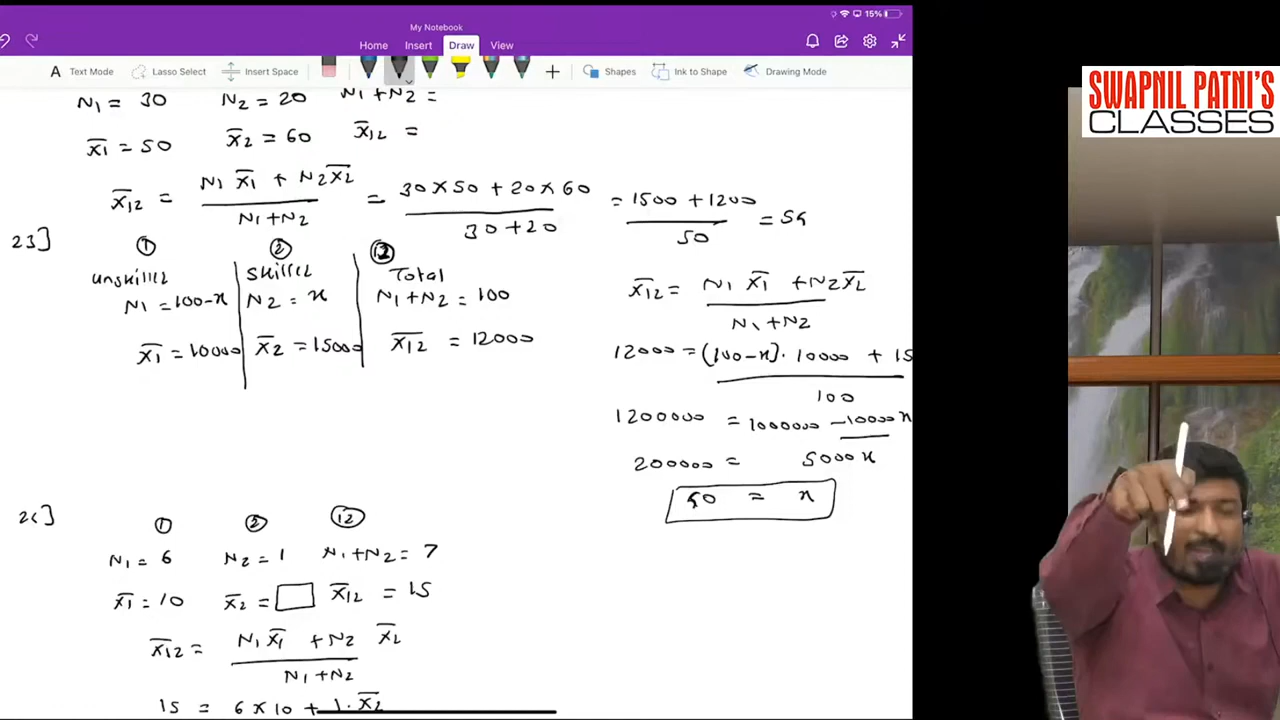 15%
My Notebook
Home Insert Draw View
A Text Mode Lasso Select Insert Space Shapes Ink to Shape Drawing Mode
SWAPNIL PATNI'S
CLASSES
N1 = 30 N2 = 20 N1+N2 =
x̄1 = 50 x̄2 = 60 x̄12 =
x̄12 = (N1 x̄1 + N2 x̄2) / (N1+N2) = (30×50+20×60) / (30+20) = (1500+1200) / 50 = 54
23]
① ② ⑫
unskilled skilled Total
N1 = 100-x N2 = x N1+N2 = 100
x̄1 = 10000 x̄2 = 15000 x̄12 = 12000
x̄12 = (N1 x̄1 + N2 x̄2) / (N1+N2)
12000 = (100-x)·10000 + 15 / 100
1200000 = 1000000 - 10000x
200000 = 5000x
40 = x
24]
① ② ⑫
N1 = 6 N2 = 1 N1+N2 = 7
x̄1 = 10 x̄2 = x̄12 = 15
x̄12 = (N1 x̄1 + N2 x̄2) / (N1+N2)
15 = 6×10 + 1·x̄2